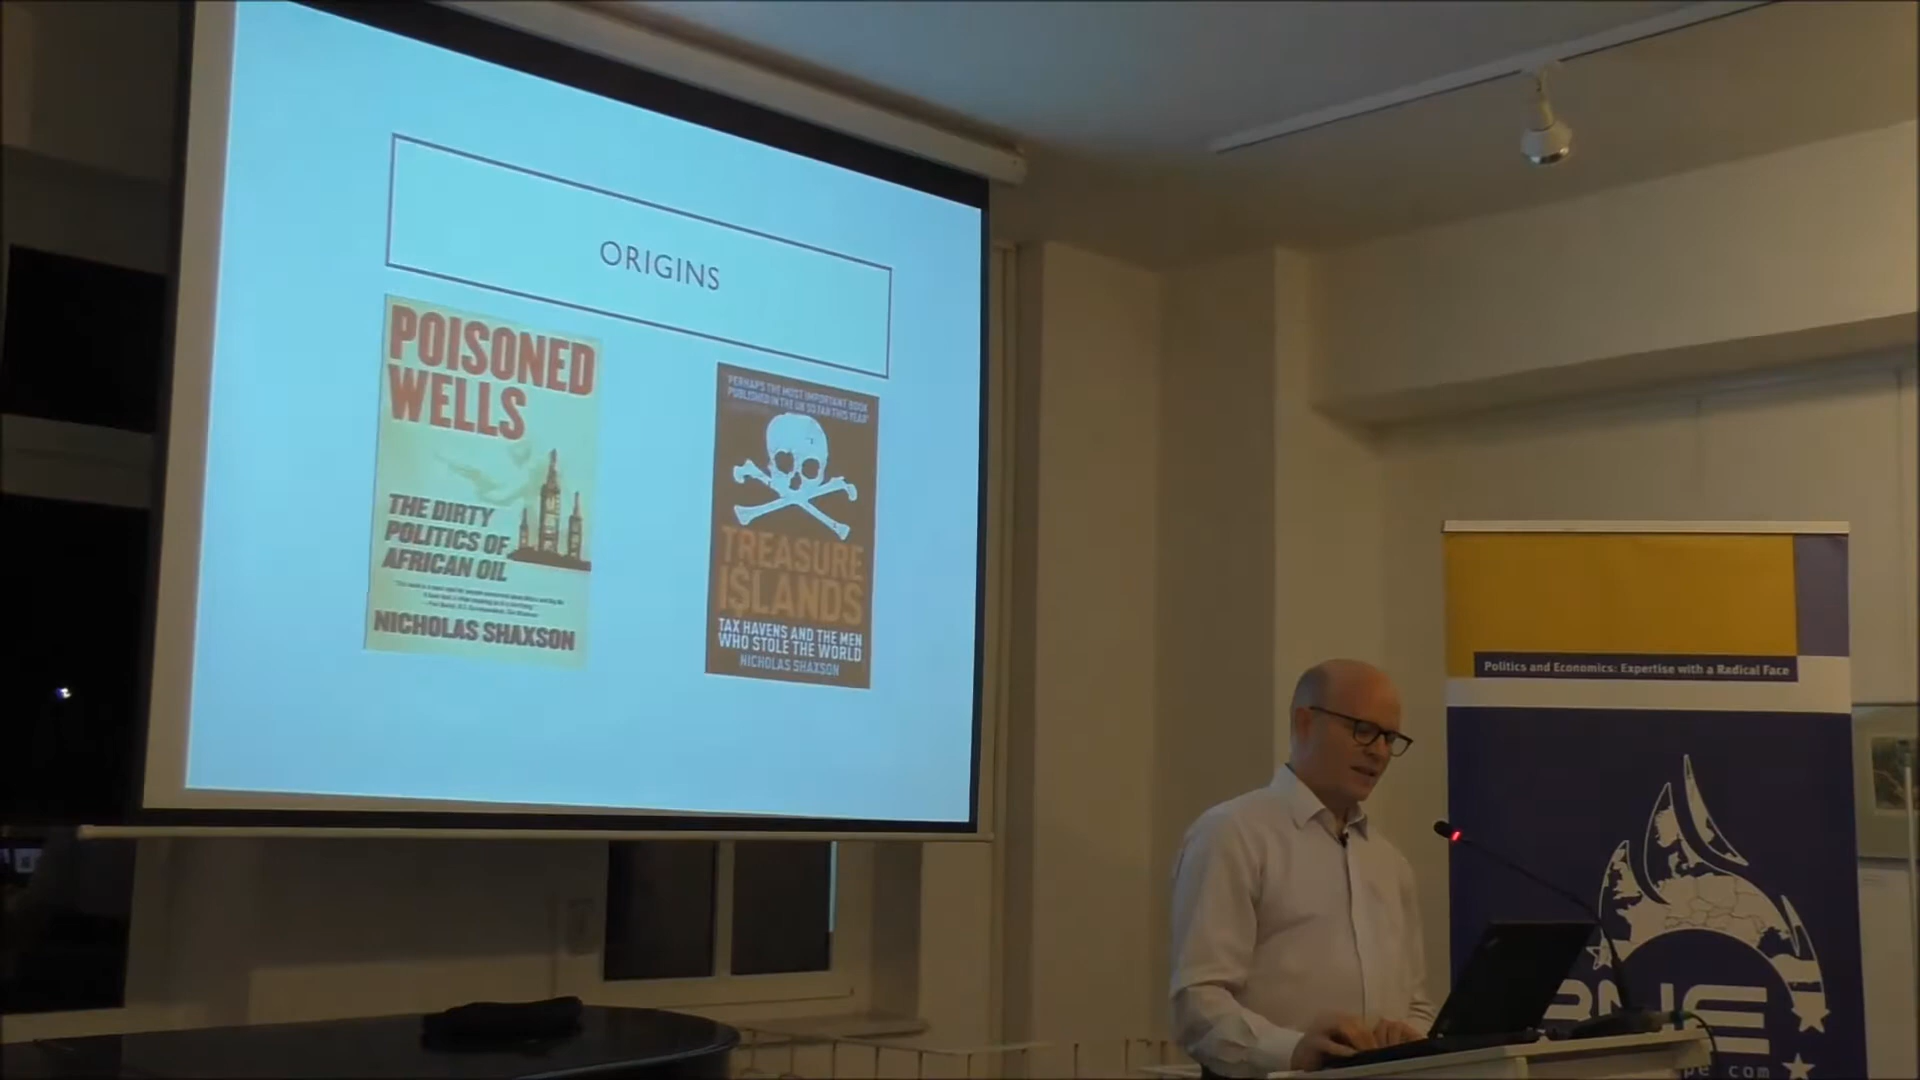 ORIGINS
POISONED
WELLS
THE DIRTY
POLITICS OF
AFRICAN OIL
NICHOLAS SHAXSON
PERHAPS THE MOST IMPORTANT BOOK
PUBLISHED IN THE UK SO FAR THIS YEAR'
TREASURE
I$LANDS
TAX HAVENS AND THE MEN
WHO STOLE THE WORLD
NICHOLAS SHAXSON
Politics and Economics: Expertise with a Radical Face